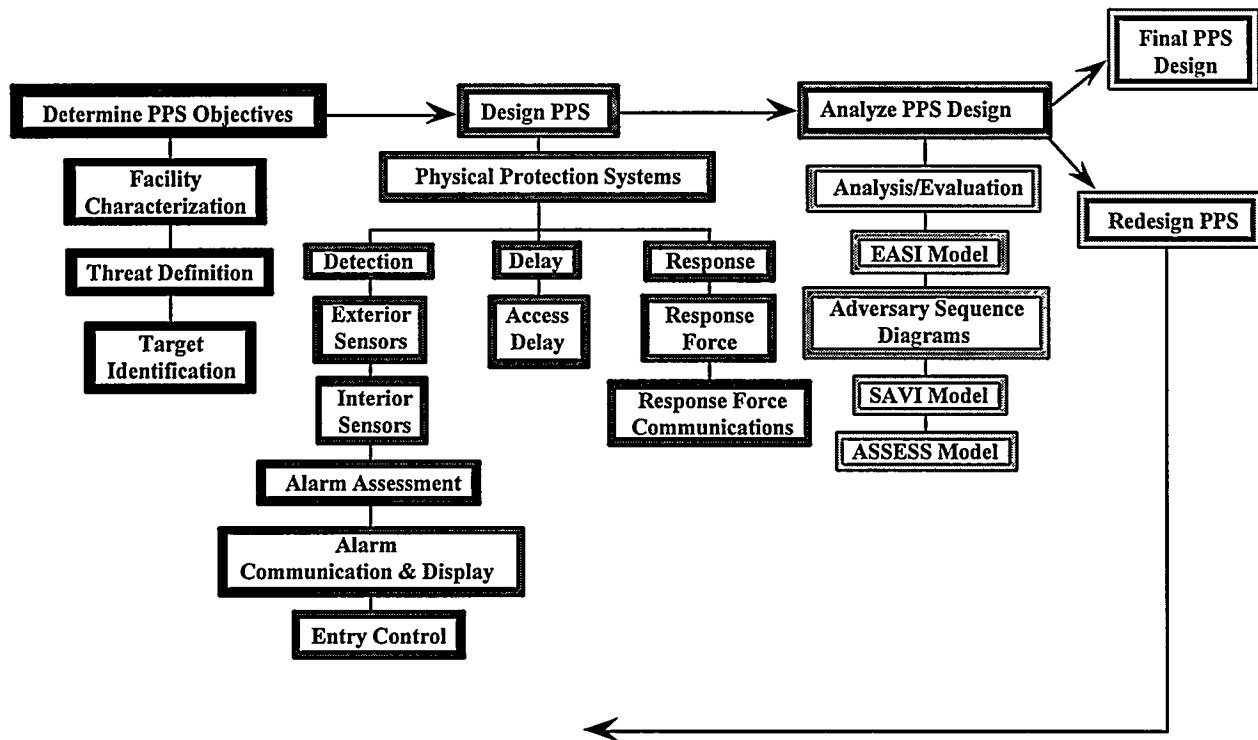 Final PPS
Design
Determine PPS Objectives
Design PPS
Analyze PPS Design
Facility
Characterization
Threat Definition
Target
Identification
Physical Protection Systems
Detection
Exterior
Sensors
Interior
Sensors
Alarm Assessment
Alarm
Communication & Display
Entry Control
Delay
Access
Delay
Response
Response
Force
Response Force
Communications
Analysis/Evaluation
EASI Model
Adversary Sequence
Diagrams
SAVI Model
ASSESS Model
Redesign PPS